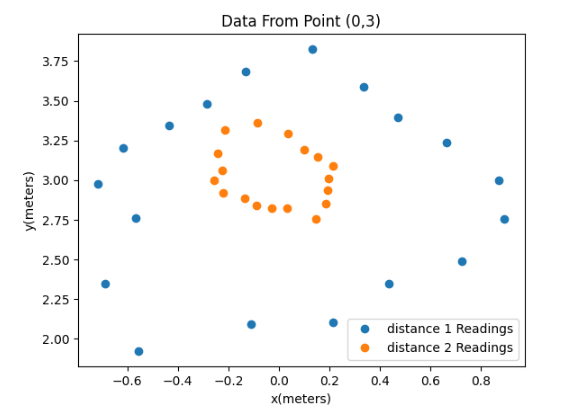 Data From Point (0,3)
y(meters)
3.75
3.50
3.25
3.00
2.75
2.50
2.25
2.00
distance 1 Readings
distance 2 Readings
−0.6 −0.4 −0.2 0.0 0.2 0.4 0.6 0.8
x(meters)